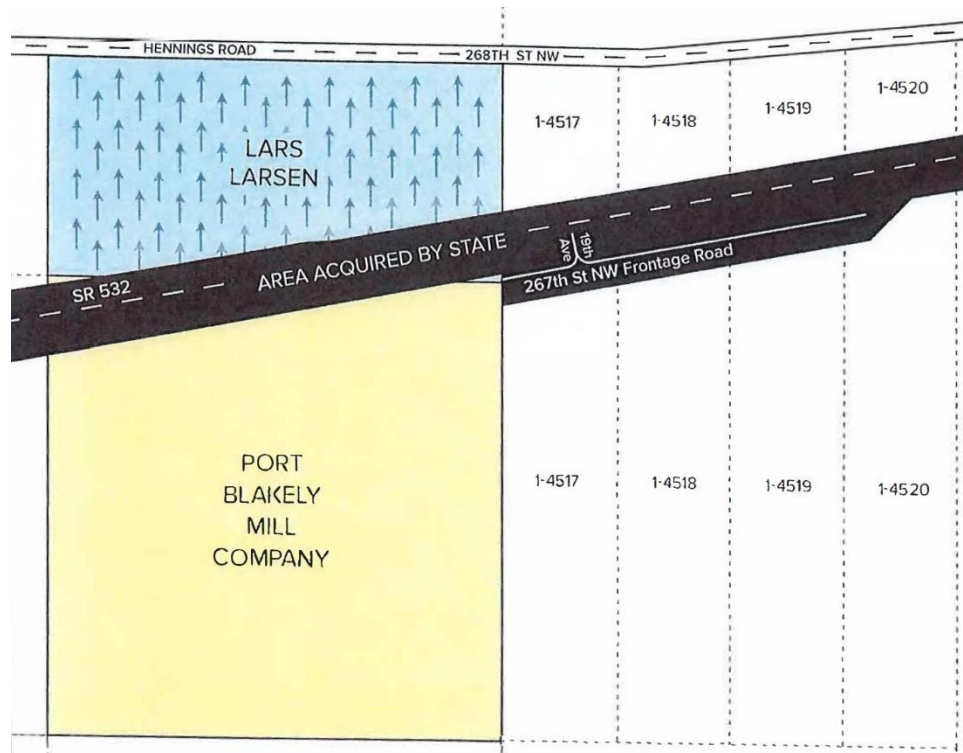 HENNINGS ROAD
268TH ST NW
1-4517
1-4518
1-4519
1-4520
LARS
LARSEN
SR 532
AREA ACQUIRED BY STATE
19th
Ave
267th St NW Frontage Road
PORT
BLAKELY
MILL
COMPANY
1-4517
1-4518
1-4519
1-4520